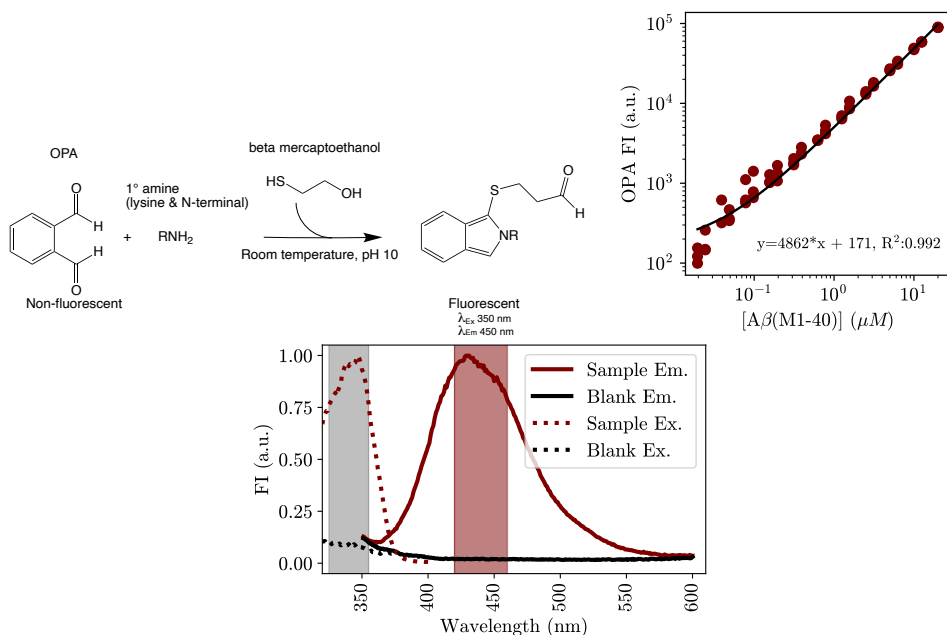 OPA
O
H
H
O
Non-fluorescent
+
1° amine
(lysine & N-terminal)
RNH2
beta mercaptoethanol
HS
OH
Room temperature, pH 10
S
O
H
NR
Fluorescent
λEx 350 nm
λEm 450 nm
OPA FI (a.u.)
10^5
10^4
10^3
10^2
y=4862*x + 171, R^2:0.992
10^-1
10^0
10^1
[Aβ(M1-40)] (μM)
FI (a.u.)
1.00
0.75
0.50
0.25
0.00
Sample Em.
Blank Em.
Sample Ex.
Blank Ex.
350
400
450
500
550
600
Wavelength (nm)